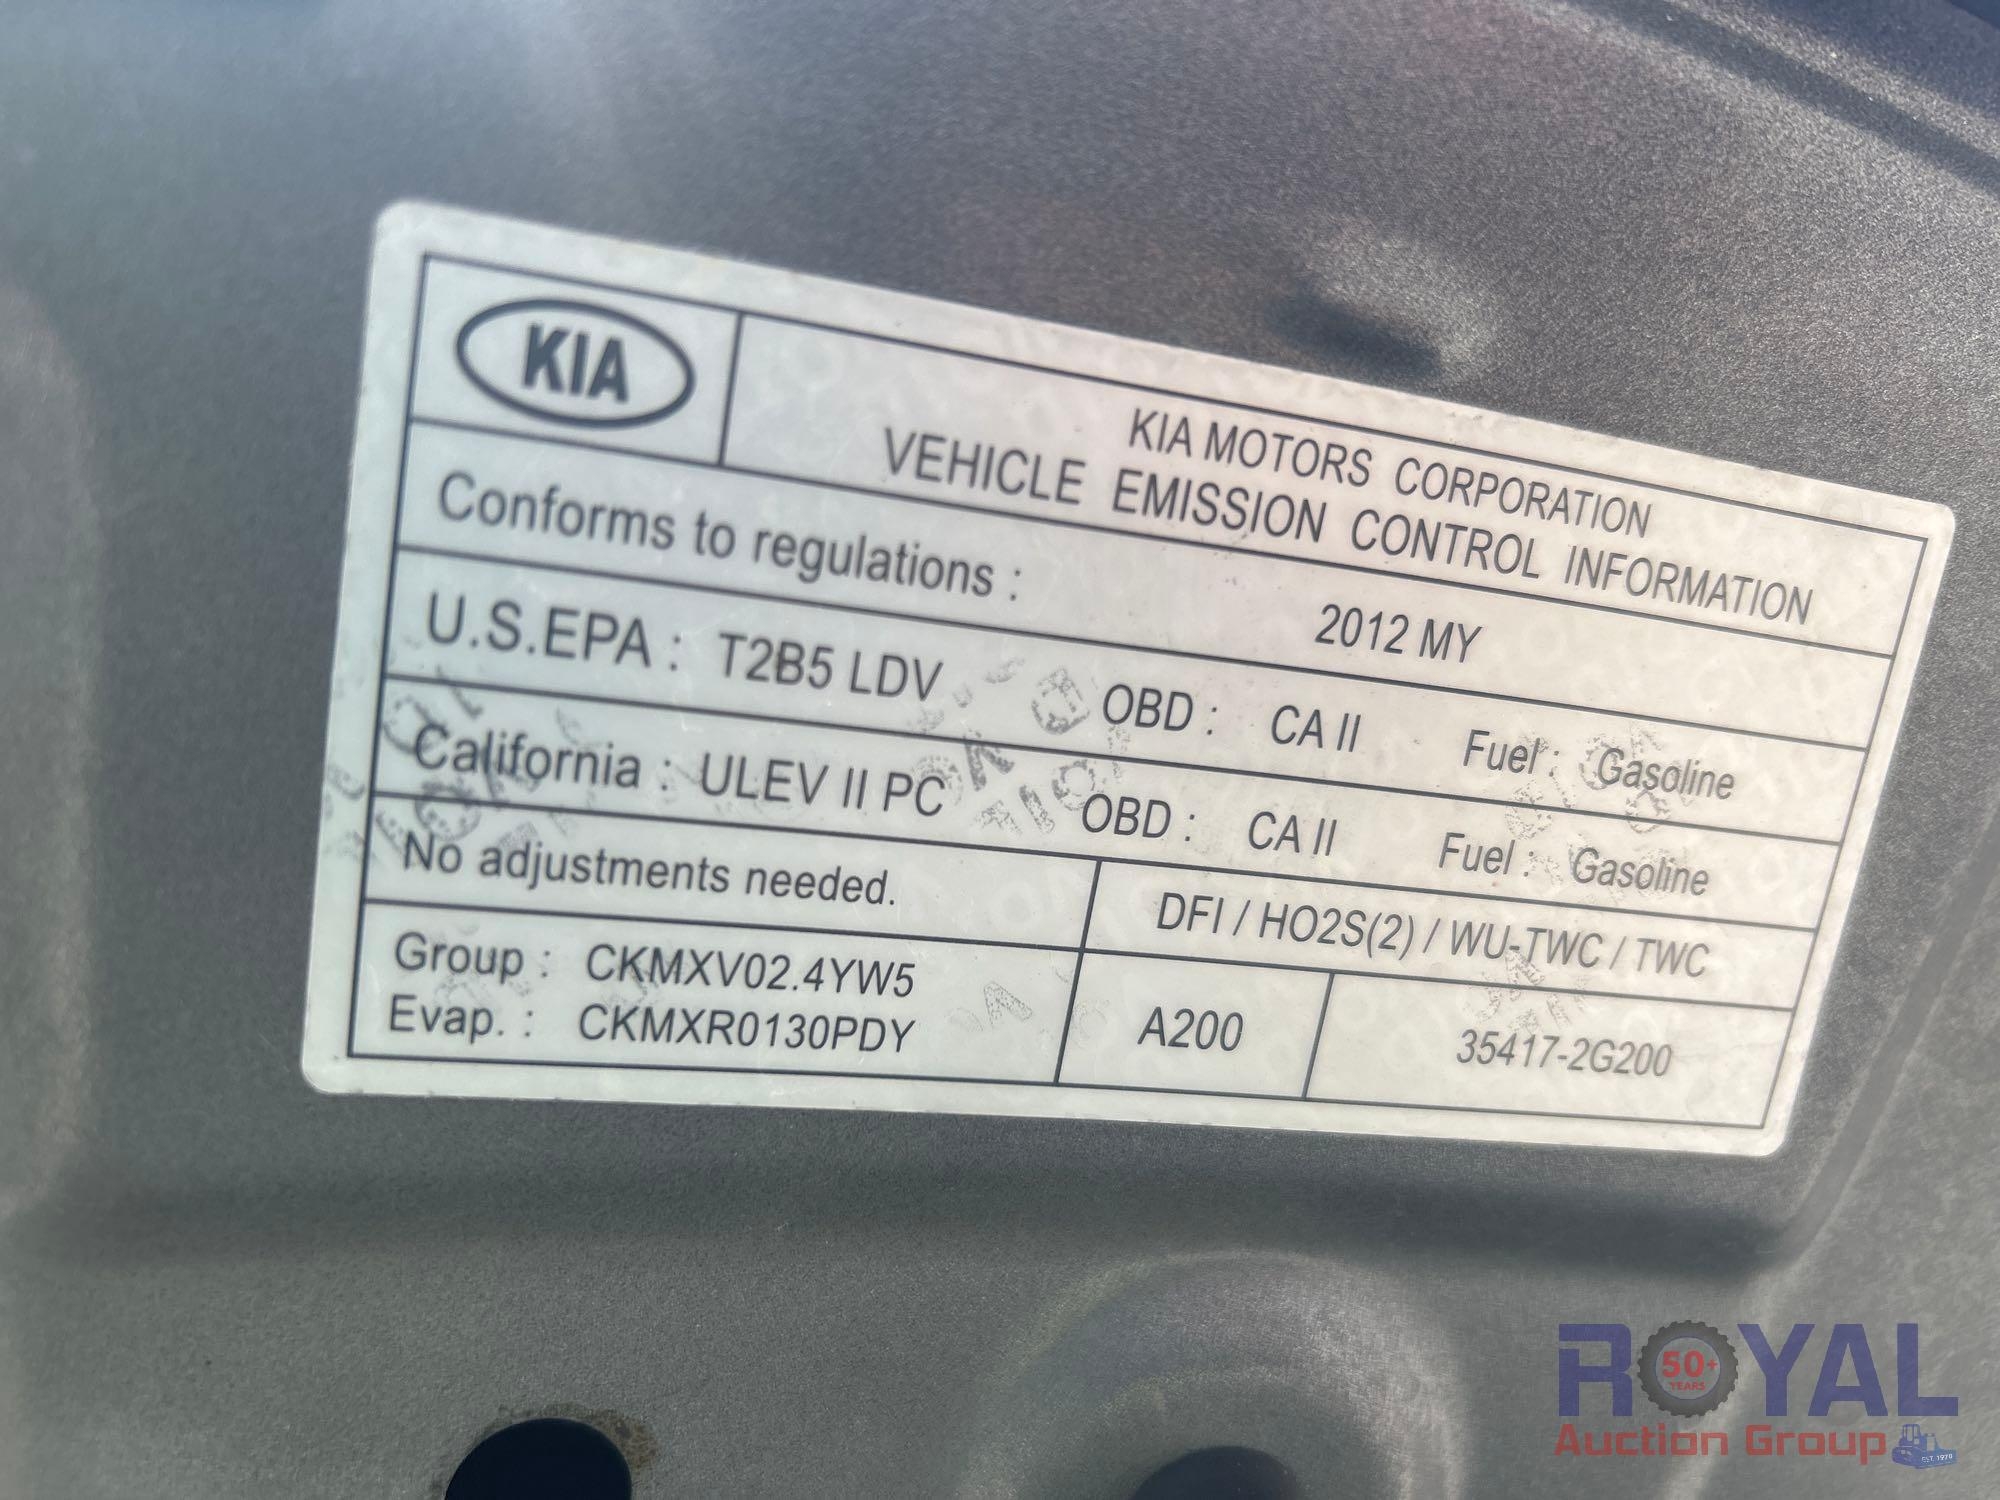 KIA
KIA MOTORS CORPORATION
VEHICLE EMISSION CONTROL INFORMATION
Conforms to regulations : 2012 MY
U.S.EPA : T2B5 LDV OBD : CA II Fuel : Gasoline
California : ULEV II PC OBD : CA II Fuel : Gasoline
No adjustments needed. DFI / HO2S(2) / WU-TWC / TWC
Group : CKMXV02.4YW5
Evap. : CKMXR0130PDY
A200
35417-2G200
ROYAL
50+
YEARS
Auction Group
EST. 1970